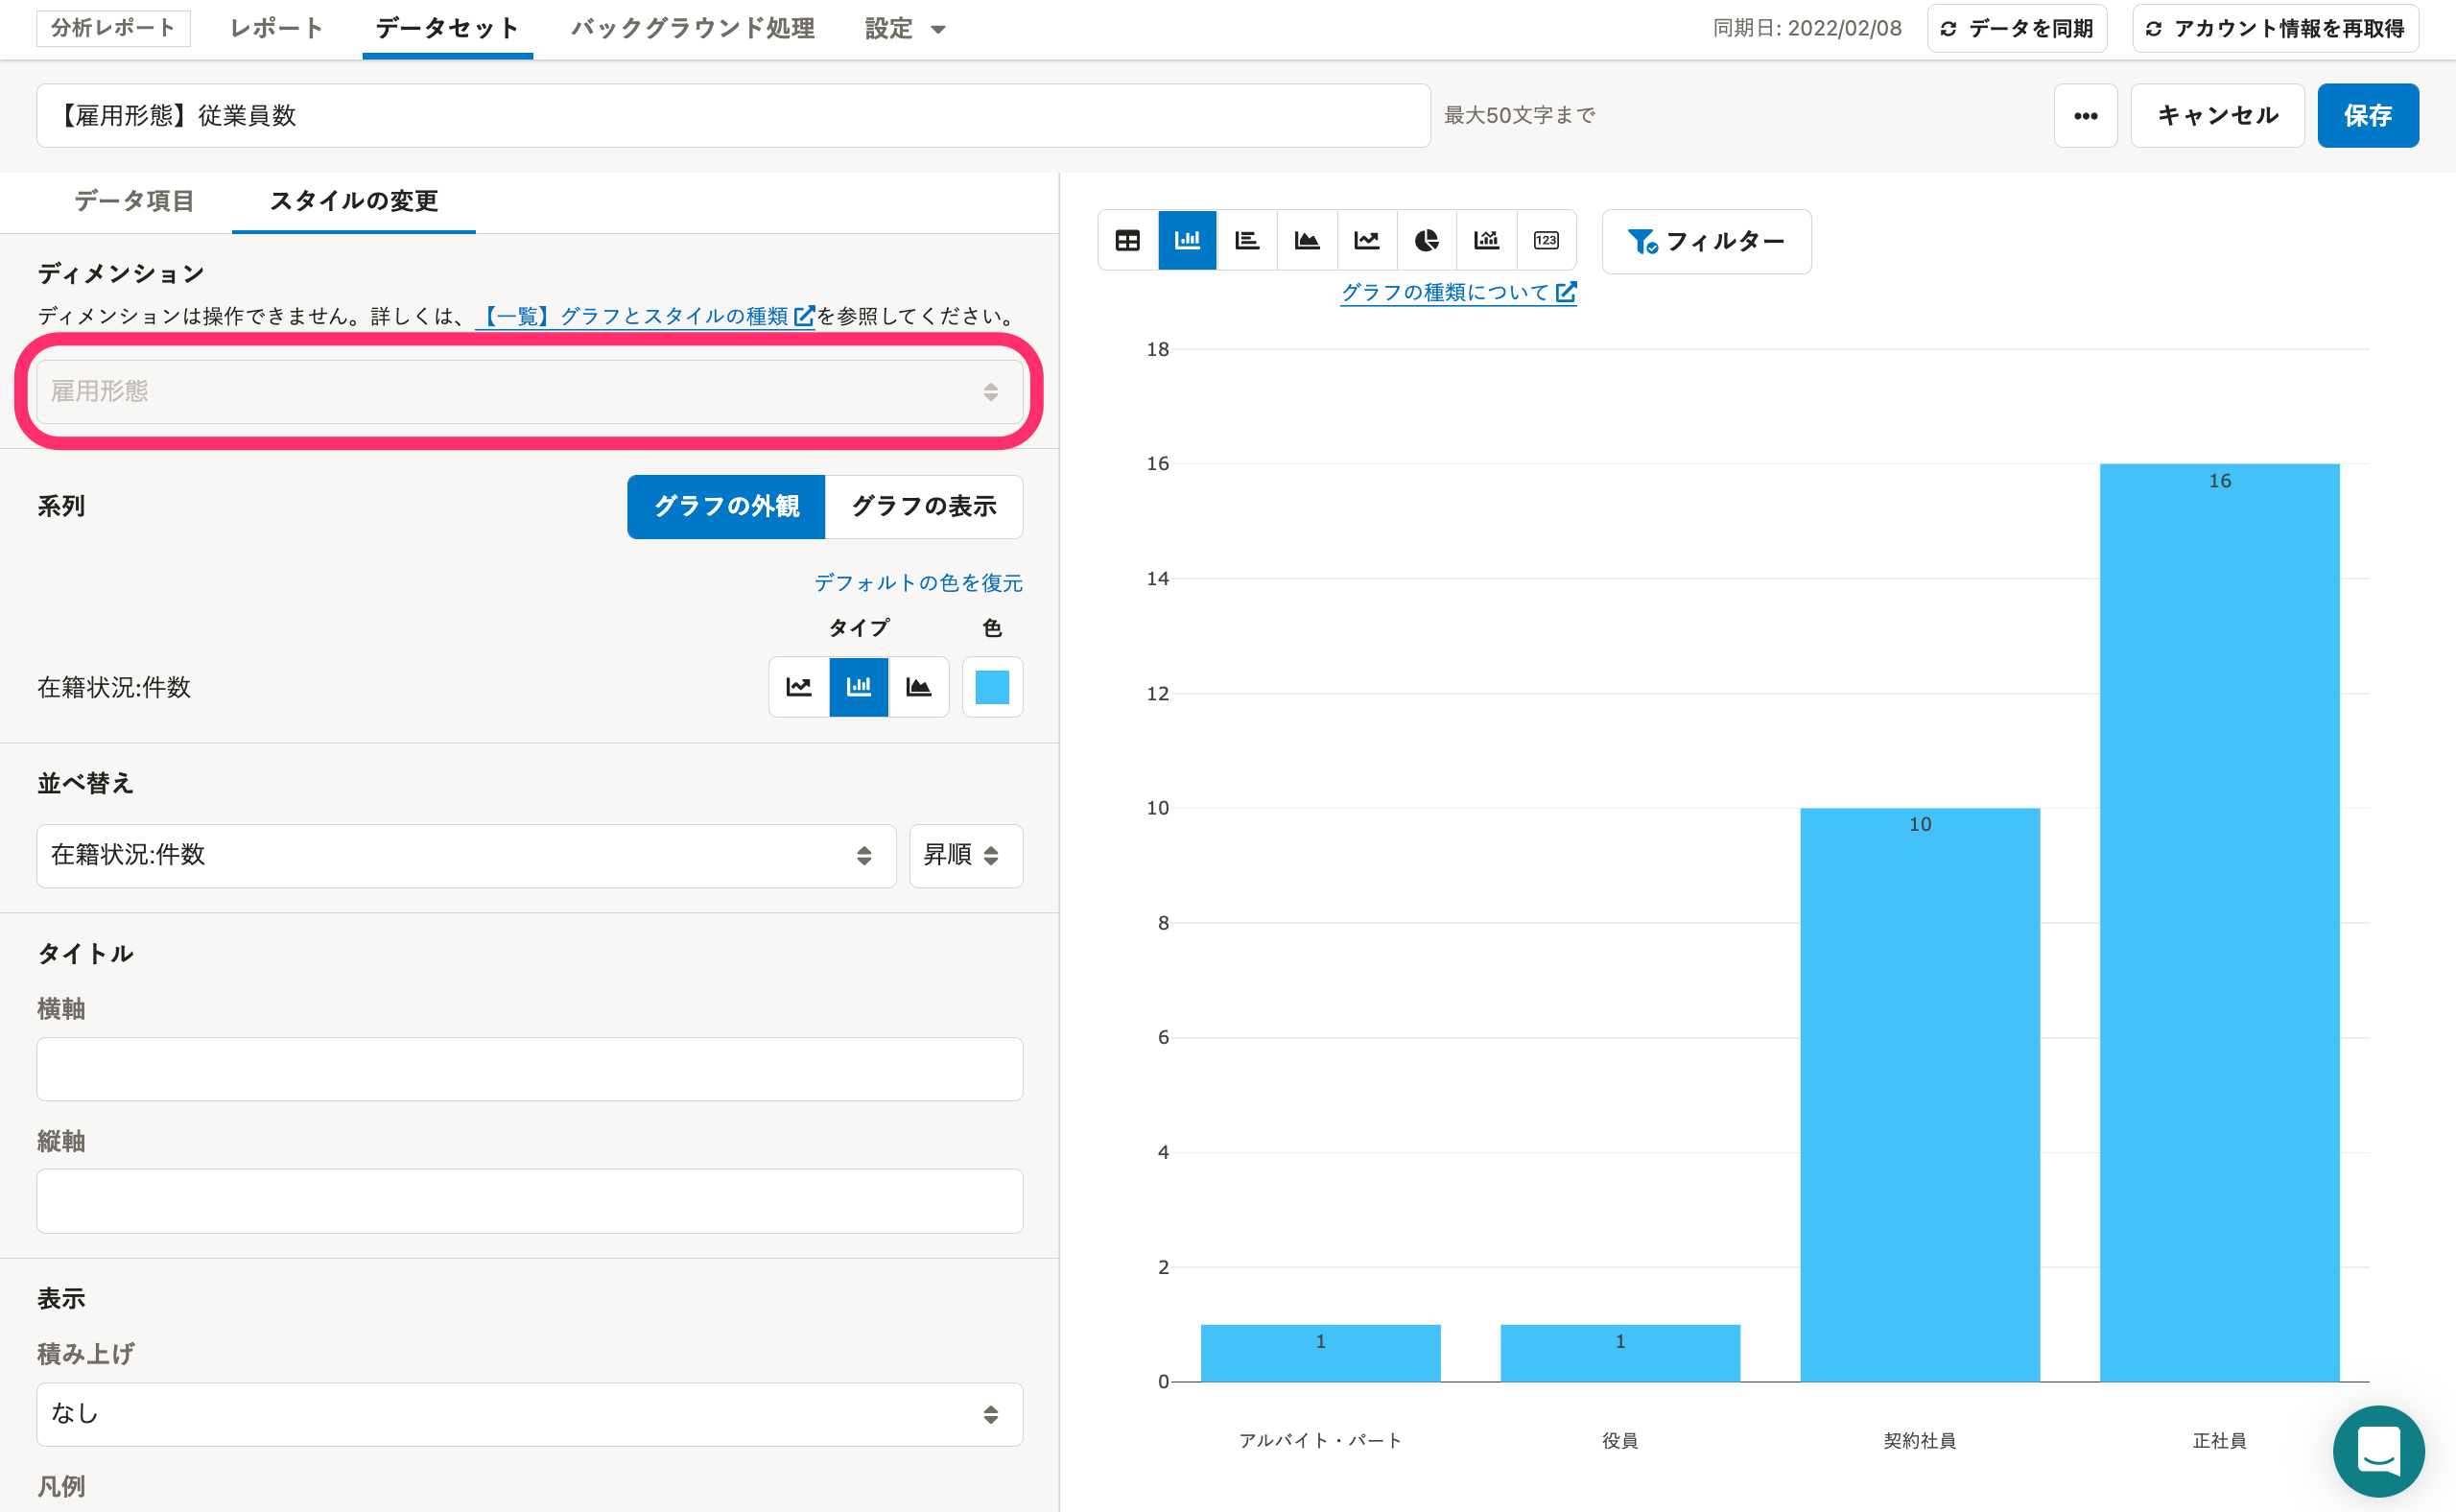 分析レポート レポート データセット バックグラウンド処理 設定 同期日: 2022/02/08 データを同期 アカウント情報を再取得
【雇用形態】従業員数 最大50文字まで ••• キャンセル 保存
データ項目 スタイルの変更
ディメンション
ディメンションは操作できません。詳しくは、【一覧】グラフとスタイルの種類を参照してください。
雇用形態
系列 グラフの外観 グラフの表示
デフォルトの色を復元
タイプ 色
在籍状況:件数
並べ替え
在籍状況:件数 昇順
タイトル
横軸
縦軸
表示
積み上げ
なし
凡例
123 フィルター
グラフの種類について
18
16
14
12
10
8
6
4
2
0
1 1 10 16
アルバイト・パート 役員 契約社員 正社員